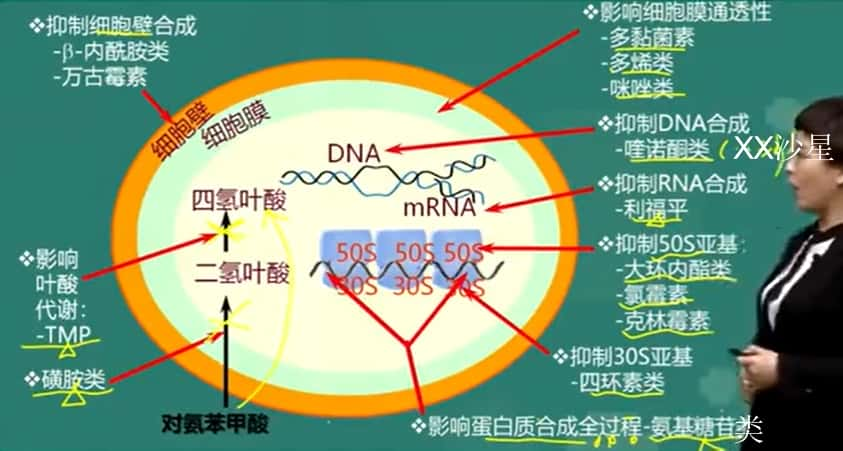 ❖抑制细胞壁合成
-β-内酰胺类
-万古霉素
❖影响细胞膜通透性
-多黏菌素
-多烯类
-咪唑类
细胞壁
细胞膜
❖抑制DNA合成
-喹诺酮类（XX沙星
DNA
❖抑制RNA合成
-利福平
mRNA
四氢叶酸
❖抑制50S亚基：
-大环内酯类
-氯霉素
-克林霉素
50S 50S 50S
30S 30S 30S
❖影响
叶酸
代谢：
-TMP
二氢叶酸
❖磺胺类
❖抑制30S亚基
-四环素类
对氨苯甲酸
❖影响蛋白质合成全过程-氨基糖苷类